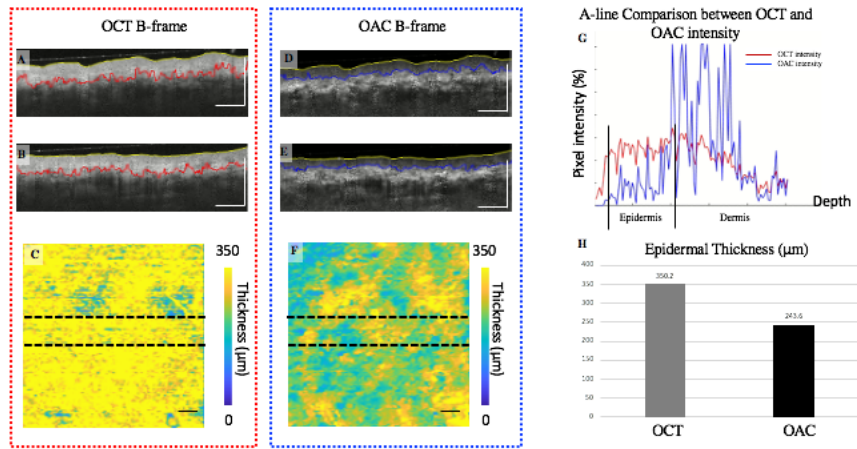 OCT B-frame
A
B
C
350
Thickness (μm)
0
OAC B-frame
D
E
F
350
Thickness (μm)
0
A-line Comparison between OCT and
OAC intensity
G
OCT intensity
OAC intensity
Pixel intensity (%)
Depth
Epidermis
Dermis
H
Epidermal Thickness (μm)
400
350
300
250
200
150
100
50
0
350.2
243.6
OCT
OAC